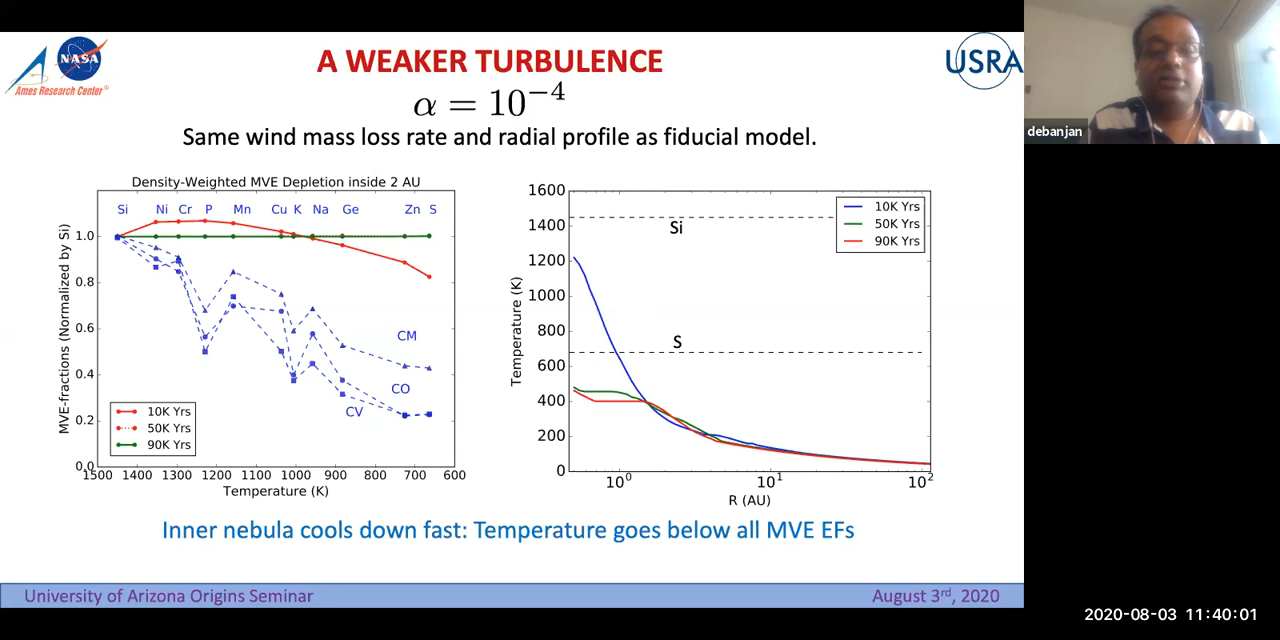 A WEAKER TURBULENCE
NASA
Ames Research Center
USRA
α = 10⁻⁴
Same wind mass loss rate and radial profile as fiducial model.
debanjan
Density-Weighted MVE Depletion inside 2 AU
Si Ni Cr P Mn Cu K Na Ge Zn S
MVE-fractions (Normalized by Si)
1.0
0.8
0.6
0.4
0.2
0.0
CM
CO
CV
10K Yrs
50K Yrs
90K Yrs
1500 1400 1300 1200 1100 1000 900 800 700 600
Temperature (K)
Temperature (K)
1600
1400
1200
1000
800
600
400
200
0
Si
S
10K Yrs
50K Yrs
90K Yrs
10⁰ 10¹ 10²
R (AU)
Inner nebula cools down fast: Temperature goes below all MVE EFs
University of Arizona Origins Seminar
August 3rd, 2020
2020-08-03 11:40:01